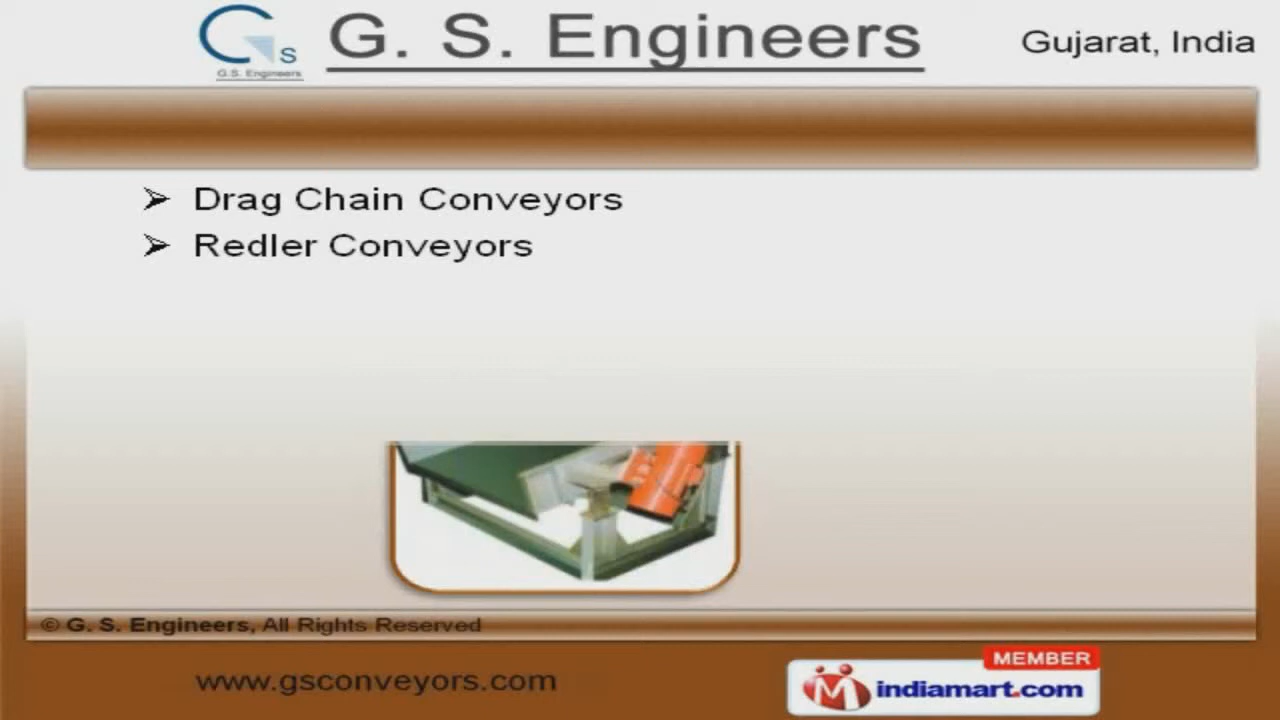 G S
G.S. Engineers
G. S. Engineers
Gujarat, India
Drag Chain Conveyors
Redler Conveyors
© G. S. Engineers, All Rights Reserved
www.gsconveyors.com
MEMBER
indiamart.com